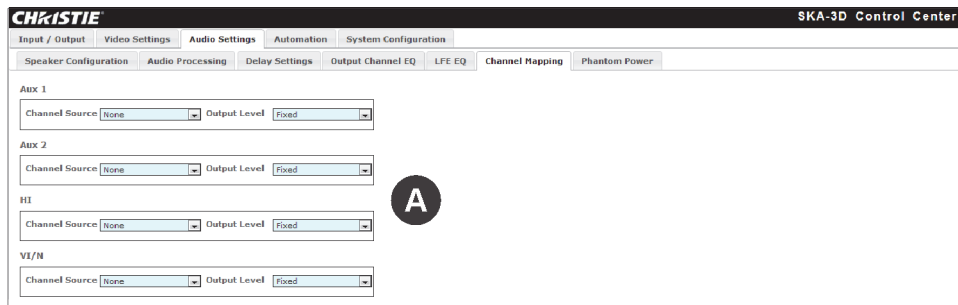 CHRISTIE® SKA-3D Control Center
Input / Output Video Settings Audio Settings Automation System Configuration
Speaker Configuration Audio Processing Delay Settings Output Channel EQ LFE EQ Channel Mapping Phantom Power
Aux 1
Channel Source None Output Level Fixed
Aux 2
Channel Source None Output Level Fixed
A
HI
Channel Source None Output Level Fixed
VI/N
Channel Source None Output Level Fixed